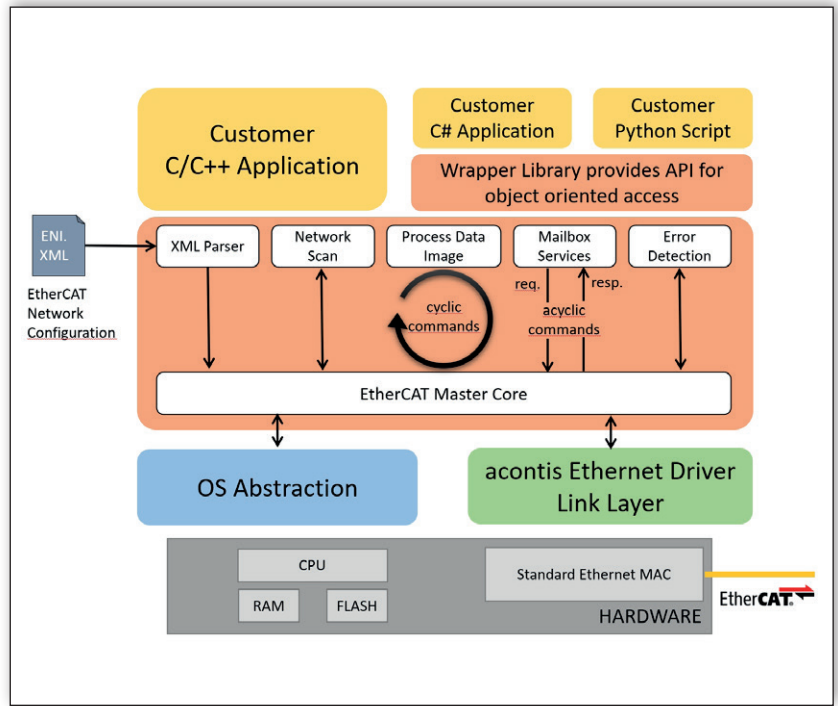 Customer
C/C++ Application
Customer
C# Application
Customer
Python Script
Wrapper Library provides API for
object oriented access
ENI.
XML
EtherCAT
Network
Configuration
XML Parser
Network
Scan
Process Data
Image
Mailbox
Services
Error
Detection
cyclic
commands
req.
resp.
acyclic
commands
EtherCAT Master Core
OS Abstraction
acontis Ethernet Driver
Link Layer
CPU
RAM
FLASH
Standard Ethernet MAC
HARDWARE
EtherCAT®